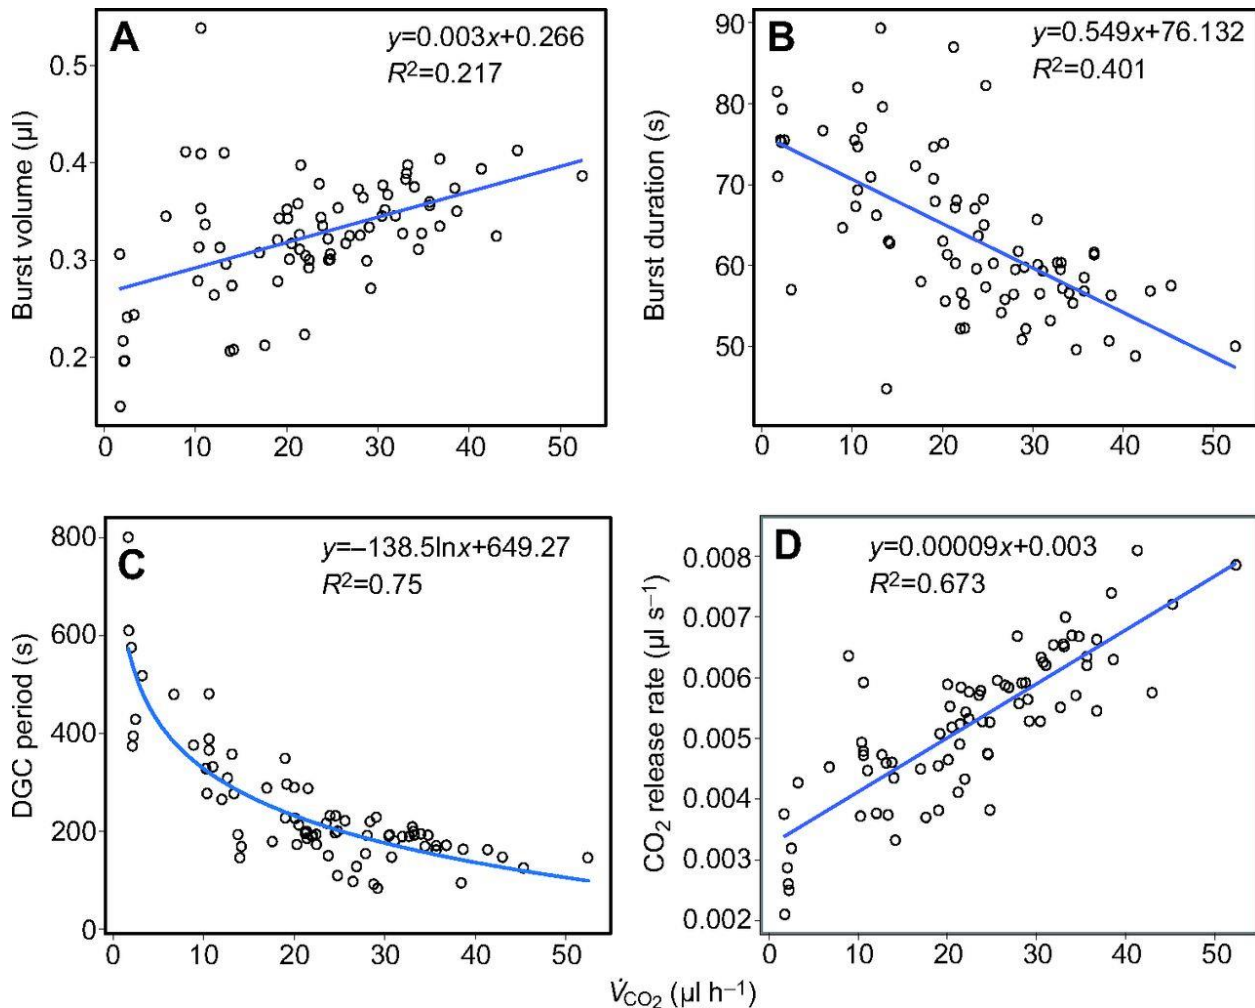 A
y=0.003x+0.266
R²=0.217
Burst volume (µl)
0.5
0.4
0.3
0.2
0 10 20 30 40 50
B
y=0.549x+76.132
R²=0.401
Burst duration (s)
90
80
70
60
50
0 10 20 30 40 50
C
y=–138.5lnx+649.27
R²=0.75
DGC period (s)
800
600
400
200
0
0 10 20 30 40 50
D
y=0.00009x+0.003
R²=0.673
CO₂ release rate (µl s⁻¹)
0.008
0.007
0.006
0.005
0.004
0.003
0.002
0 10 20 30 40 50
V̇CO₂ (µl h⁻¹)